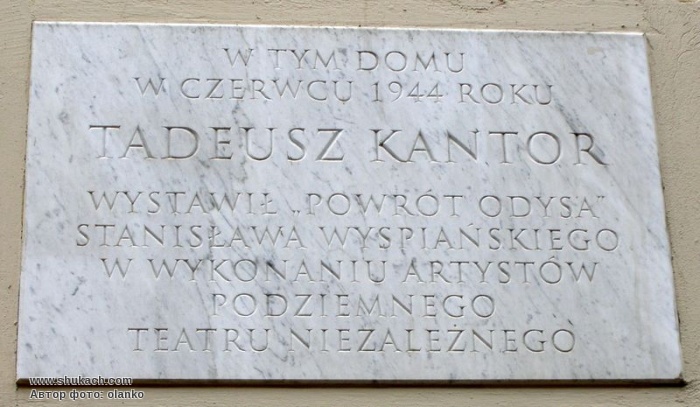 W TYM DOMU
W CZERWCU 1944 ROKU
TADEUSZ KANTOR
WYSTAWIŁ „POWRÓT ODYSA”
STANISŁAWA WYSPIAŃSKIEGO
W WYKONANIU ARTYSTÓW
PODZIEMNEGO
TEATRU NIEZALEŻNEGO
www.shukach.com
Автор фото: olanko